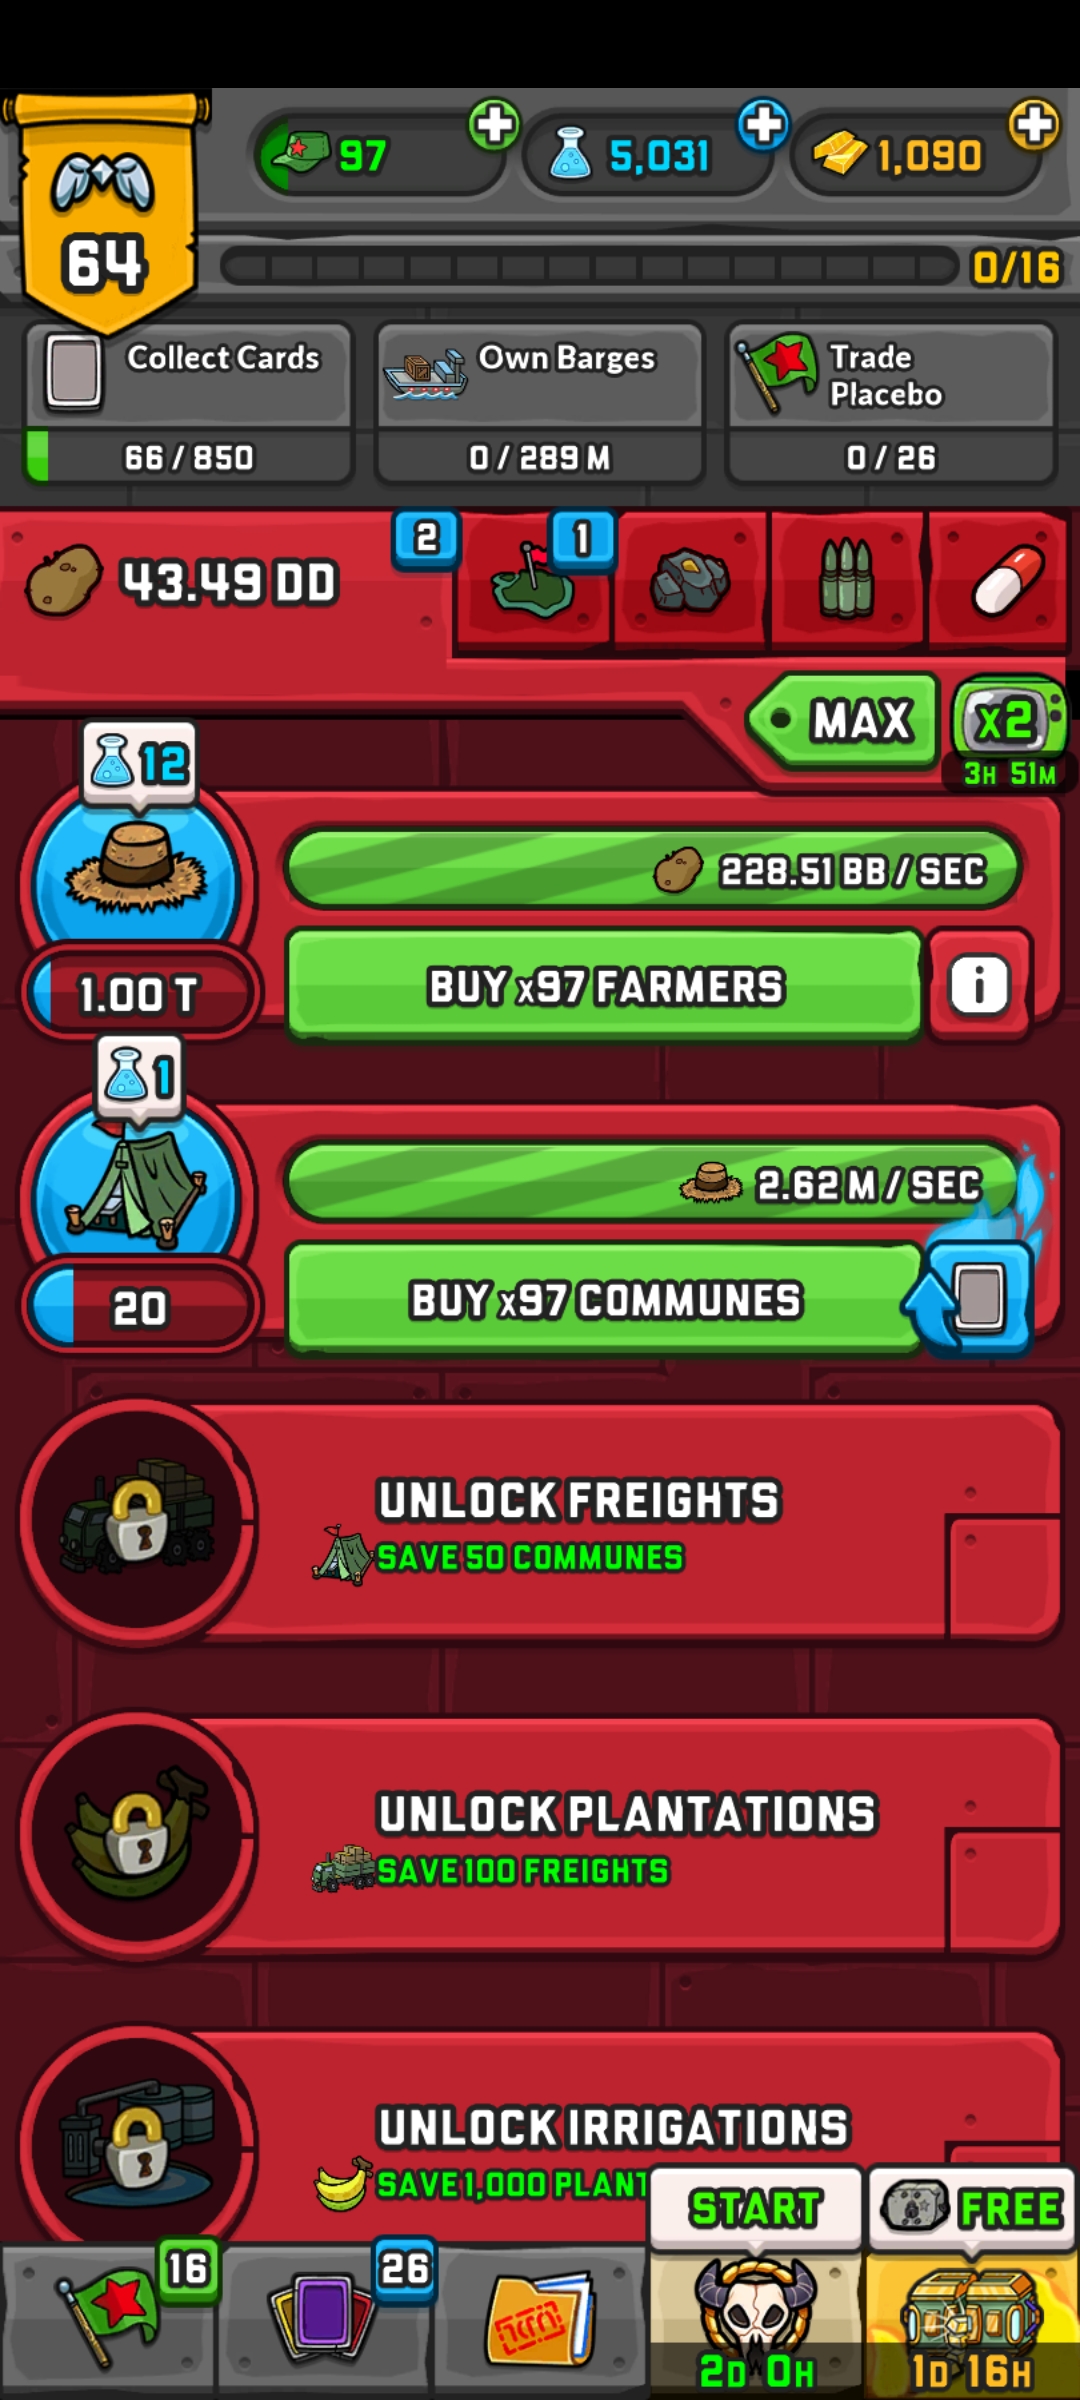 97
5,031
1,090
64
0/16
Collect Cards
66 / 850
Own Barges
0 / 289 M
Trade
Placebo
0 / 26
43.49 DD
2
1
MAX
x2
3H 51M
12
228.51 BB / SEC
1.00 T
BUY x97 FARMERS
i
1
2.62 M / SEC
20
BUY x97 COMMUNES
UNLOCK FREIGHTS
SAVE 50 COMMUNES
UNLOCK PLANTATIONS
SAVE 100 FREIGHTS
UNLOCK IRRIGATIONS
SAVE 1,000 PLANT
START
FREE
16
26
2D 0H
1D 16H